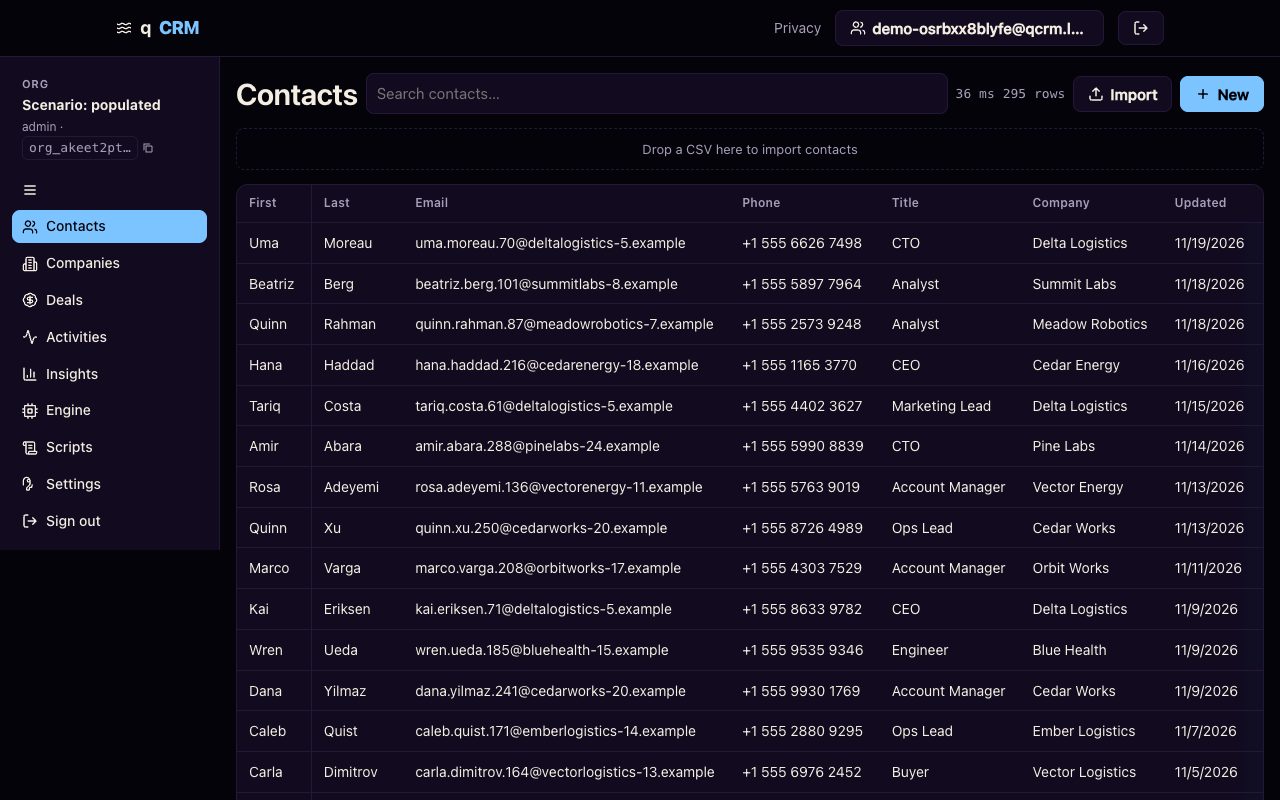 q CRM
Privacy
demo-osrbxx8blyfe@qcrm.l...
ORG
Scenario: populated
admin ·
org_akeet2pt…
Contacts
Companies
Deals
Activities
Insights
Engine
Scripts
Settings
Sign out
Contacts Search contacts... 36 ms 295 rows Import New
Drop a CSV here to import contacts
First Last Email Phone Title Company Updated
Uma Moreau uma.moreau.70@deltalogistics-5.example +1 555 6626 7498 CTO Delta Logistics 11/19/2026
Beatriz Berg beatriz.berg.101@summitlabs-8.example +1 555 5897 7964 Analyst Summit Labs 11/18/2026
Quinn Rahman quinn.rahman.87@meadowrobotics-7.example +1 555 2573 9248 Analyst Meadow Robotics 11/18/2026
Hana Haddad hana.haddad.216@cedarenergy-18.example +1 555 1165 3770 CEO Cedar Energy 11/16/2026
Tariq Costa tariq.costa.61@deltalogistics-5.example +1 555 4402 3627 Marketing Lead Delta Logistics 11/15/2026
Amir Abara amir.abara.288@pinelabs-24.example +1 555 5990 8839 CTO Pine Labs 11/14/2026
Rosa Adeyemi rosa.adeyemi.136@vectorenergy-11.example +1 555 5763 9019 Account Manager Vector Energy 11/13/2026
Quinn Xu quinn.xu.250@cedarworks-20.example +1 555 8726 4989 Ops Lead Cedar Works 11/13/2026
Marco Varga marco.varga.208@orbitworks-17.example +1 555 4303 7529 Account Manager Orbit Works 11/11/2026
Kai Eriksen kai.eriksen.71@deltalogistics-5.example +1 555 8633 9782 CEO Delta Logistics 11/9/2026
Wren Ueda wren.ueda.185@bluehealth-15.example +1 555 9535 9346 Engineer Blue Health 11/9/2026
Dana Yilmaz dana.yilmaz.241@cedarworks-20.example +1 555 9930 1769 Account Manager Cedar Works 11/9/2026
Caleb Quist caleb.quist.171@emberlogistics-14.example +1 555 2880 9295 Ops Lead Ember Logistics 11/7/2026
Carla Dimitrov carla.dimitrov.164@vectorlogistics-13.example +1 555 6976 2452 Buyer Vector Logistics 11/5/2026